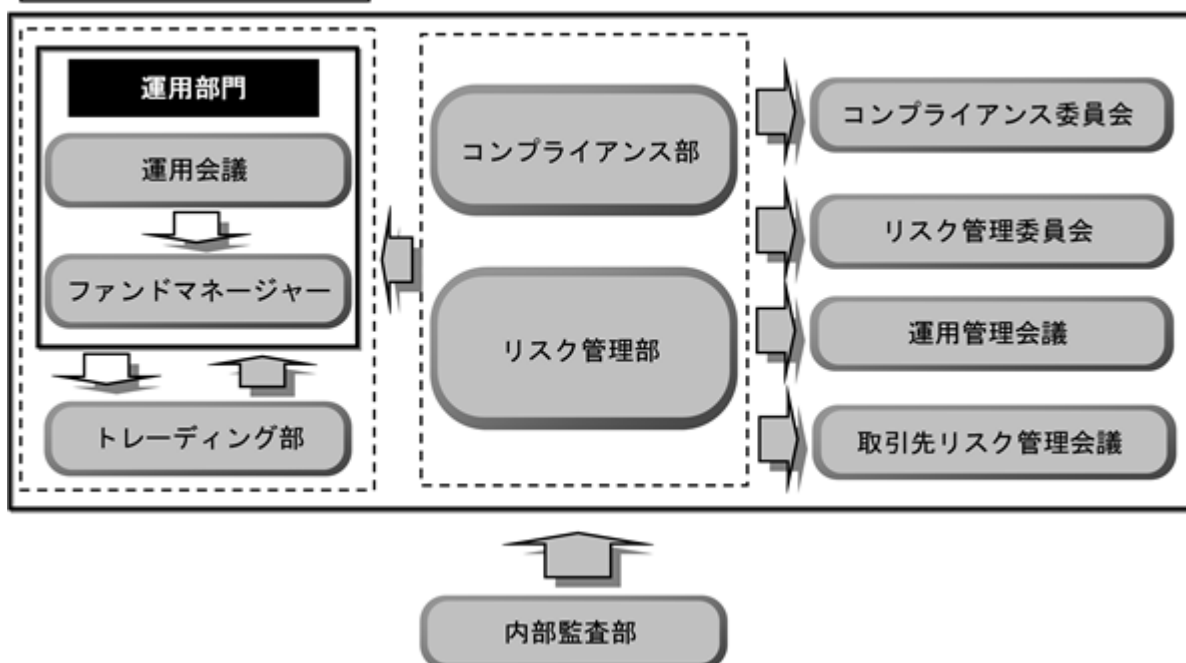 運用部門
運用会議
ファンドマネージャー
トレーディング部
コンプライアンス部
リスク管理部
コンプライアンス委員会
リスク管理委員会
運用管理会議
取引先リスク管理会議
内部監査部